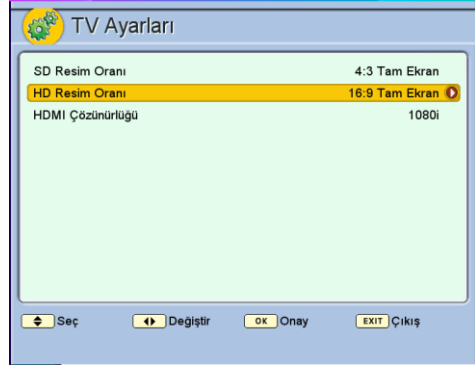 TV Ayarları
SD Resim Oranı 4:3 Tam Ekran
HD Resim Oranı 16:9 Tam Ekran
HDMI Çözünürlüğü 1080i
Seç Değiştir OK Onay EXIT Çıkış